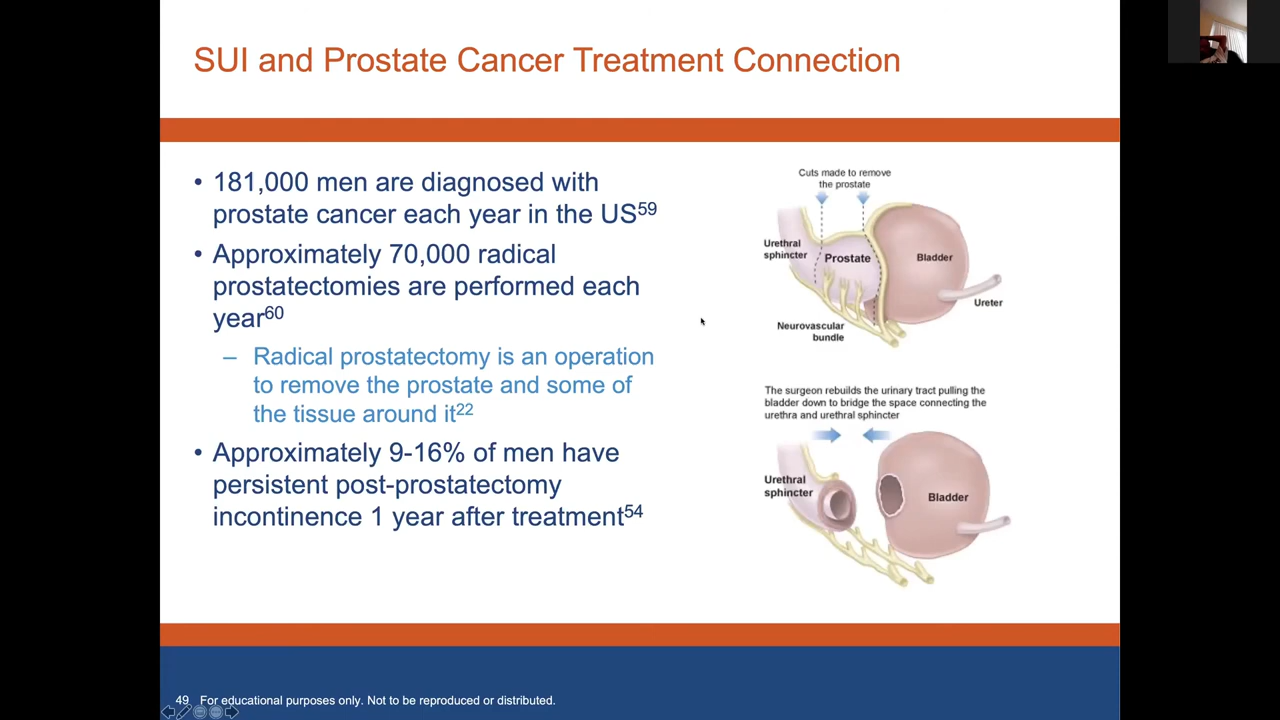 SUI and Prostate Cancer Treatment Connection
• 181,000 men are diagnosed with
prostate cancer each year in the US59
• Approximately 70,000 radical
prostatectomies are performed each
year60
– Radical prostatectomy is an operation
to remove the prostate and some of
the tissue around it22
• Approximately 9-16% of men have
persistent post-prostatectomy
incontinence 1 year after treatment54
Cuts made to remove
the prostate
Urethral
sphincter
Prostate
Bladder
Ureter
Neurovascular
bundle
The surgeon rebuilds the urinary tract pulling the
bladder down to bridge the space connecting the
urethra and urethral sphincter
Urethral
sphincter
Bladder
49 For educational purposes only. Not to be reproduced or distributed.